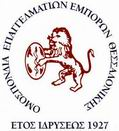 ΟΜΟΣΠΟΝΔΙΑ ΕΠΑΓΓΕΛΜΑΤΙΩΝ ΕΜΠΟΡΩΝ ΘΕΣΣΑΛΟΝΙΚΗΣ
ΕΤΟΣ ΙΔΡΥΣΕΩΣ 1927